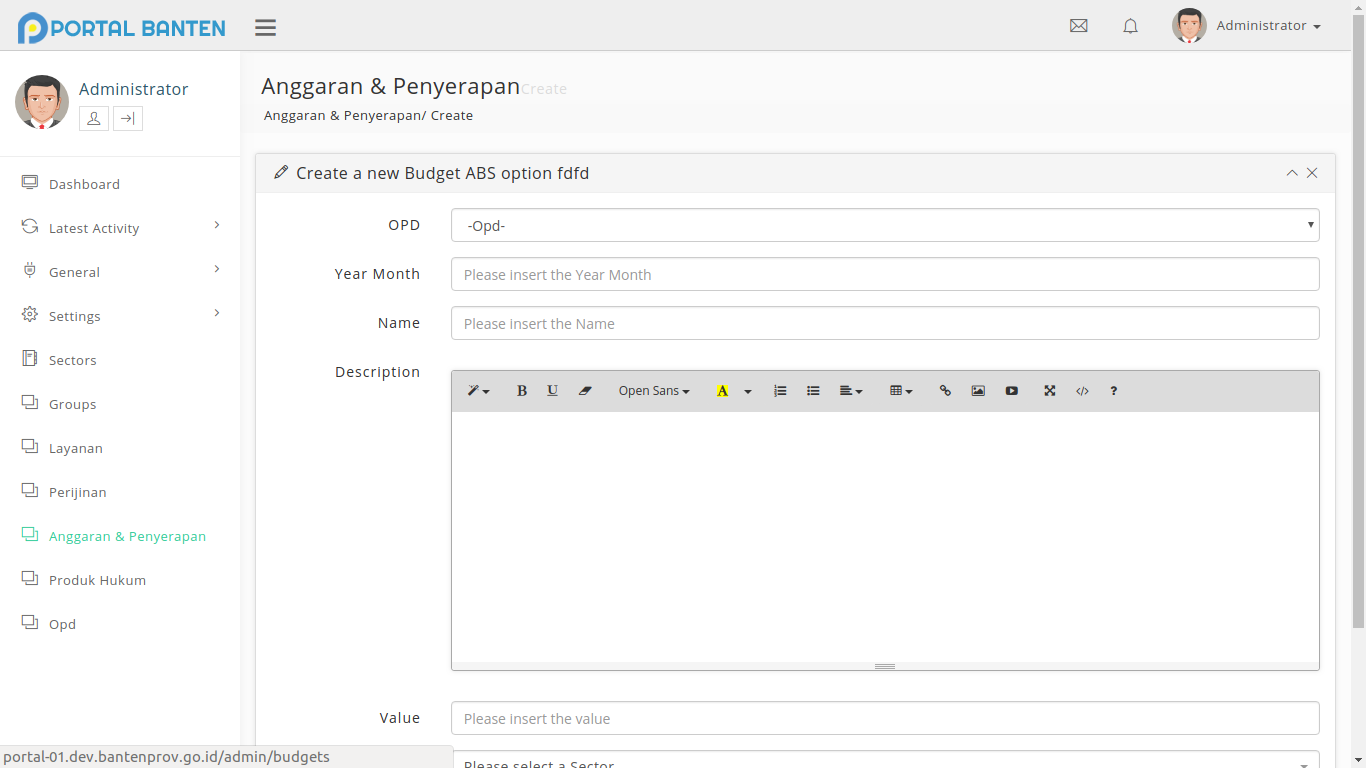 PORTAL BANTEN
Administrator
Administrator
Dashboard
Latest Activity
General
Settings
Sectors
Groups
Layanan
Perijinan
Anggaran & Penyerapan
Produk Hukum
Opd
Anggaran & Penyerapan Create
Anggaran & Penyerapan/ Create
Create a new Budget ABS option fdfd
OPD -Opd-
Year Month Please insert the Year Month
Name Please insert the Name
Description
B U Open Sans A </> ?
Value Please insert the value
Please select a Sector
portal-01.dev.bantenprov.go.id/admin/budgets